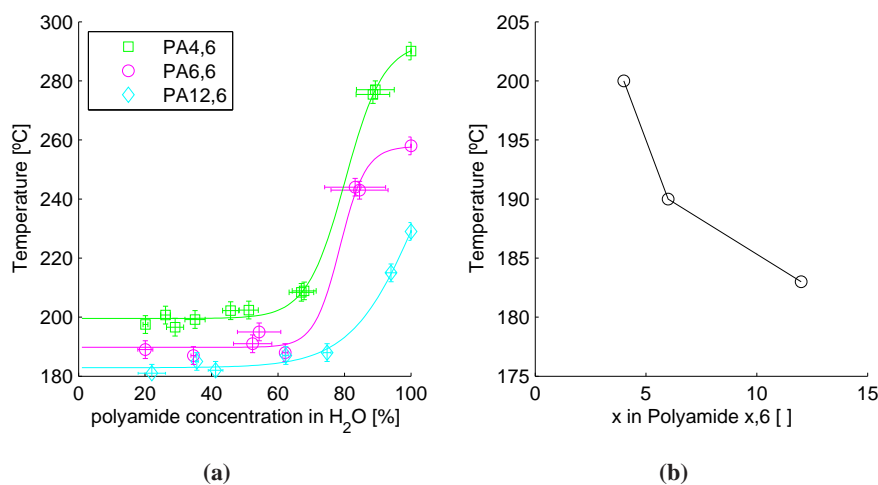 300
280
260
240
220
200
180
0
20
40
60
80
100
Temperature [ºC]
polyamide concentration in H2O [%]
PA4,6
PA6,6
PA12,6
(a)
205
200
195
190
185
180
175
0
5
10
15
Temperature [ºC]
x in Polyamide x,6 [ ]
(b)